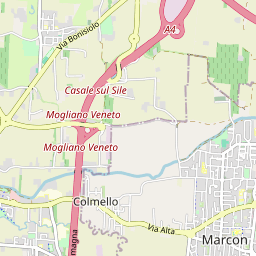 A4
Via Bonisiolo
Casale sul Sile
Mogliano Veneto
Mogliano Veneto
Colmello
Via Alta
Marcon
magna